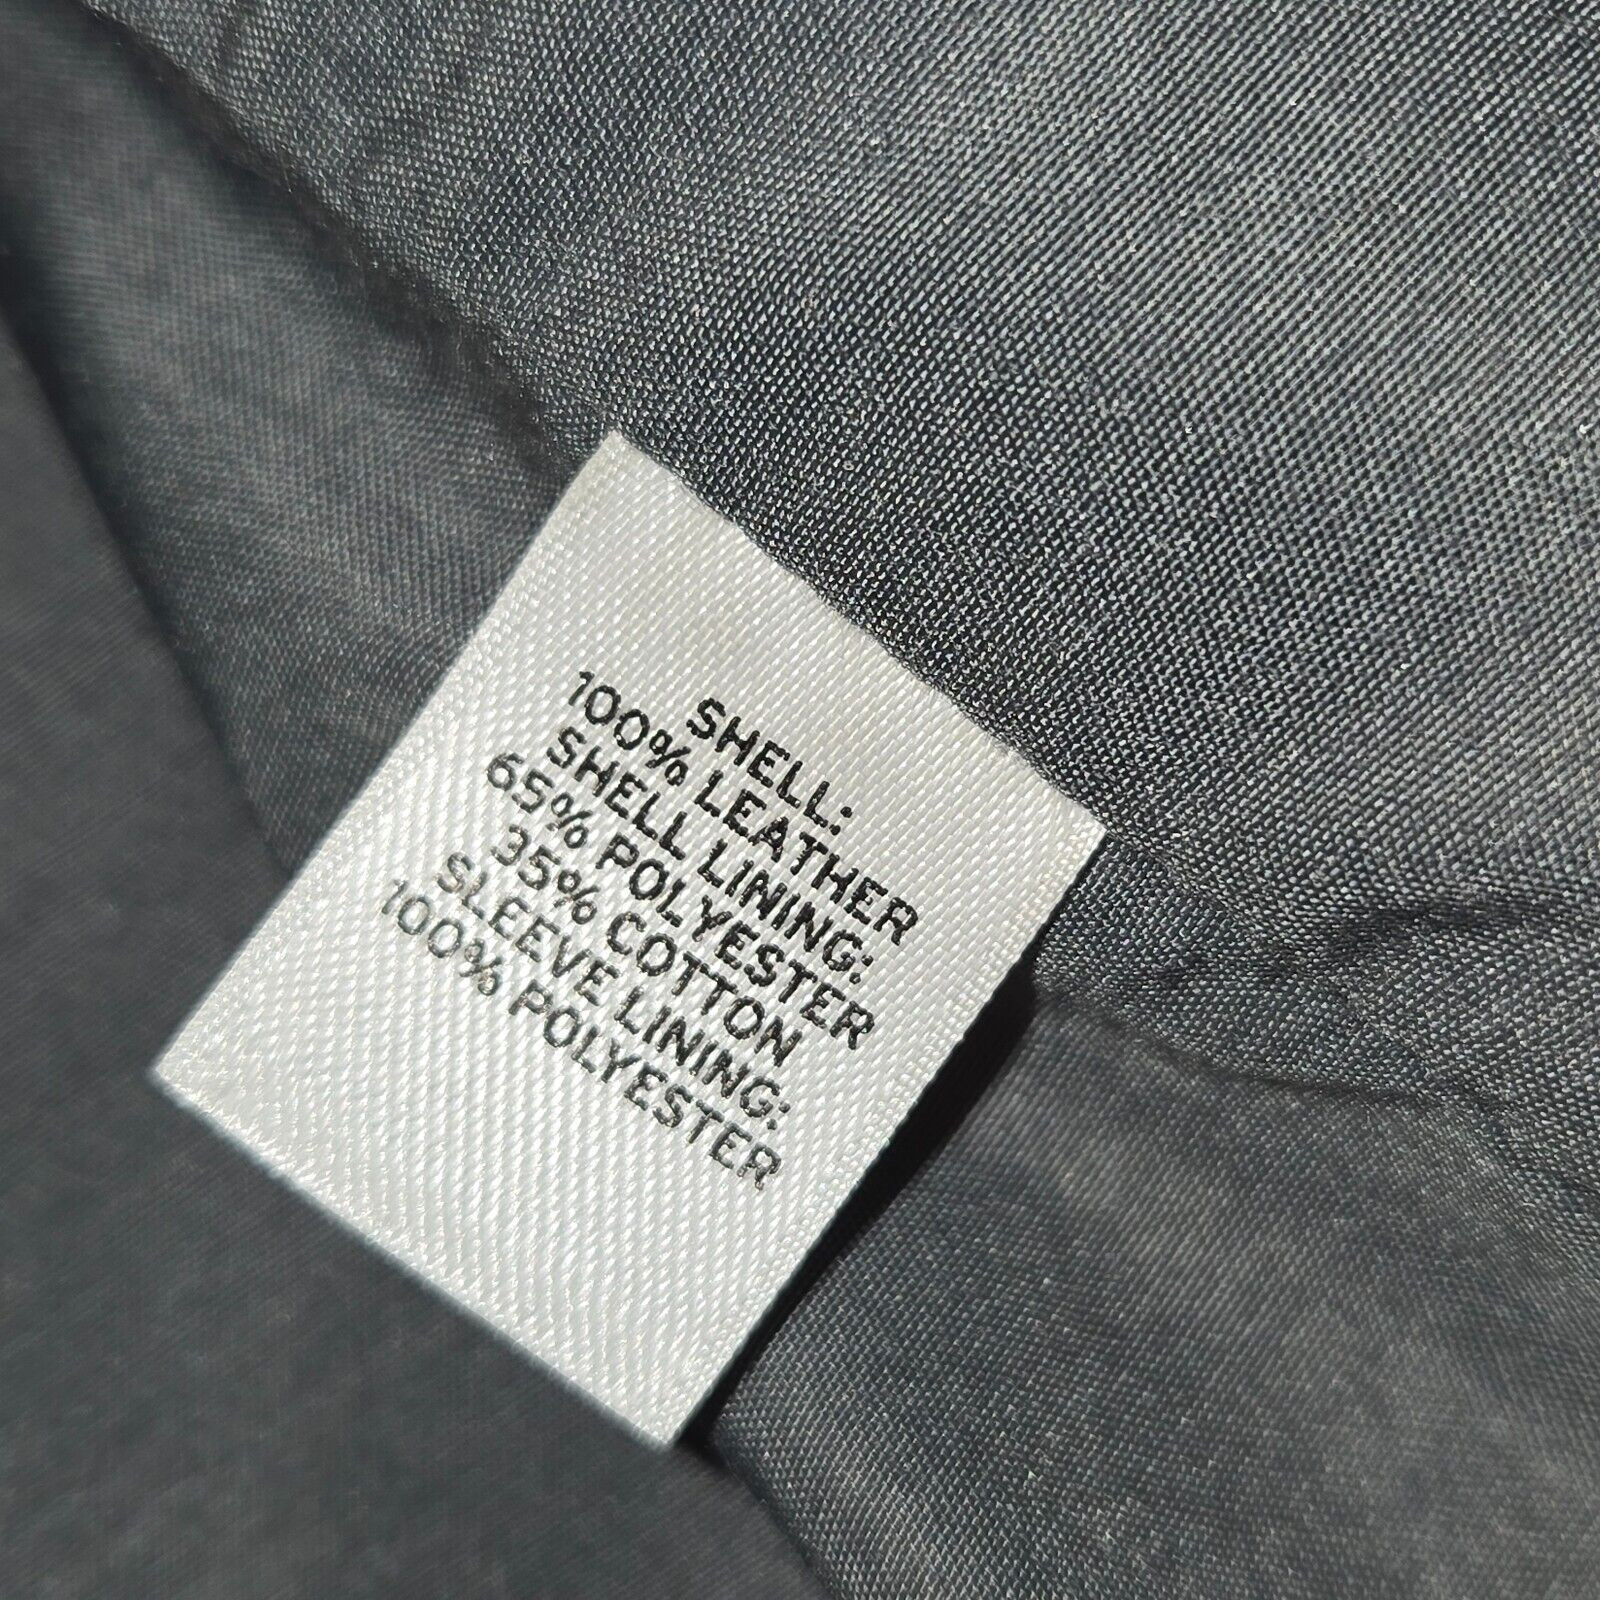 SHELL:
100% LEATHER
SHELL LINING:
65% POLYESTER
35% COTTON
SLEEVE LINING:
100% POLYESTER